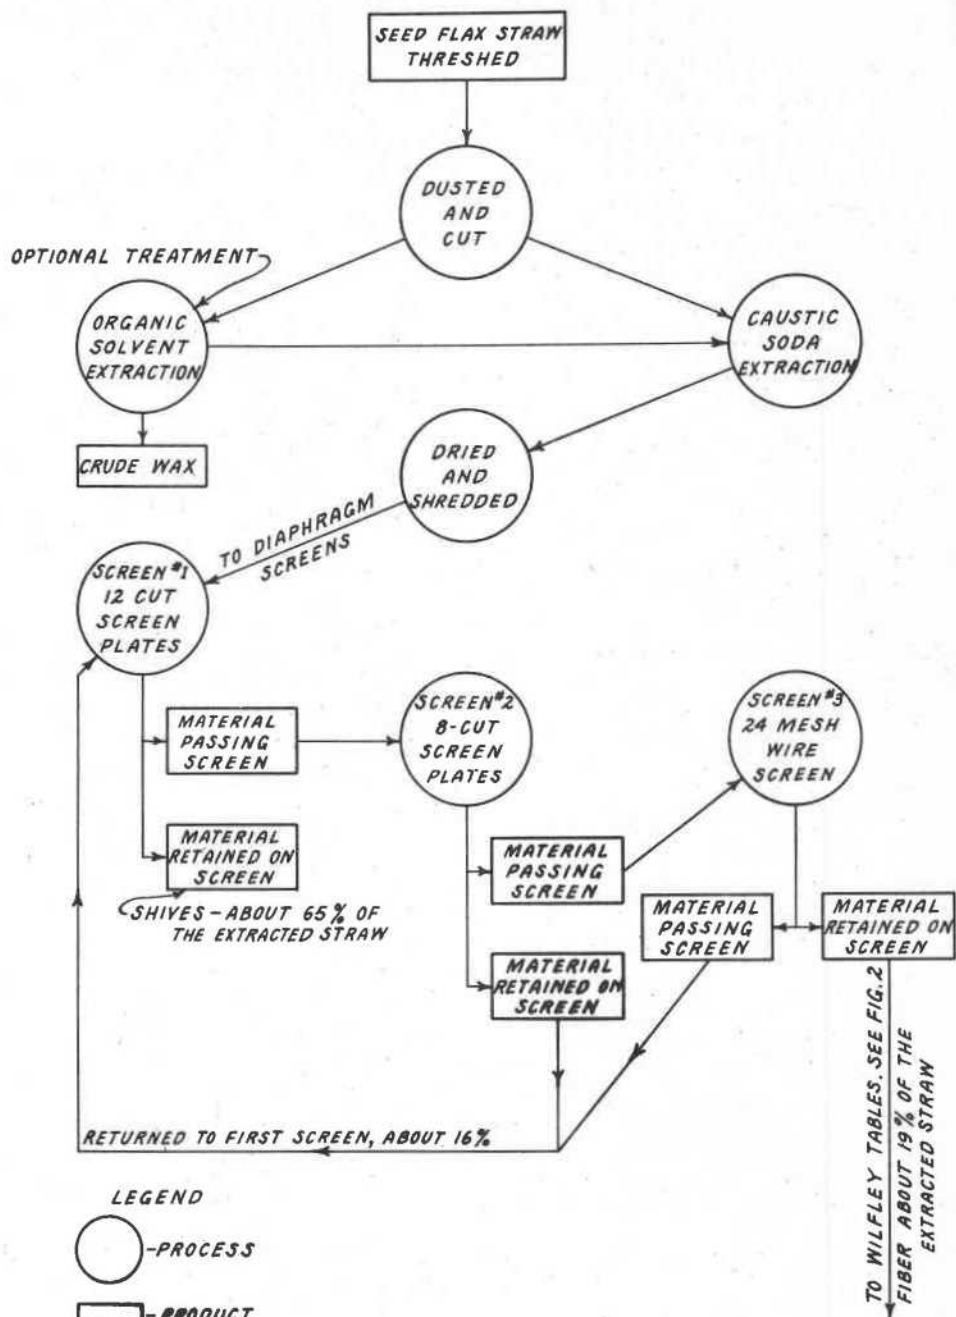 SEED FLAX STRAW
THRESHED
DUSTED
AND
CUT
OPTIONAL TREATMENT
ORGANIC
SOLVENT
EXTRACTION
CAUSTIC
SODA
EXTRACTION
CRUDE WAX
DRIED
AND
SHREDDED
TO DIAPHRAGM
SCREENS
SCREEN #1
12 CUT
SCREEN
PLATES
MATERIAL
PASSING
SCREEN
MATERIAL
RETAINED ON
SCREEN
SHIVES - ABOUT 65% OF
THE EXTRACTED STRAW
SCREEN #2
8-CUT
SCREEN
PLATES
MATERIAL
PASSING
SCREEN
MATERIAL
RETAINED ON
SCREEN
SCREEN #3
24 MESH
WIRE
SCREEN
MATERIAL
PASSING
SCREEN
MATERIAL
RETAINED ON
SCREEN
RETURNED TO FIRST SCREEN, ABOUT 16%
TO WILFLEY TABLES. SEE FIG. 2
FIBER ABOUT 19% OF THE
EXTRACTED STRAW
LEGEND
-PROCESS
-PRODUCT